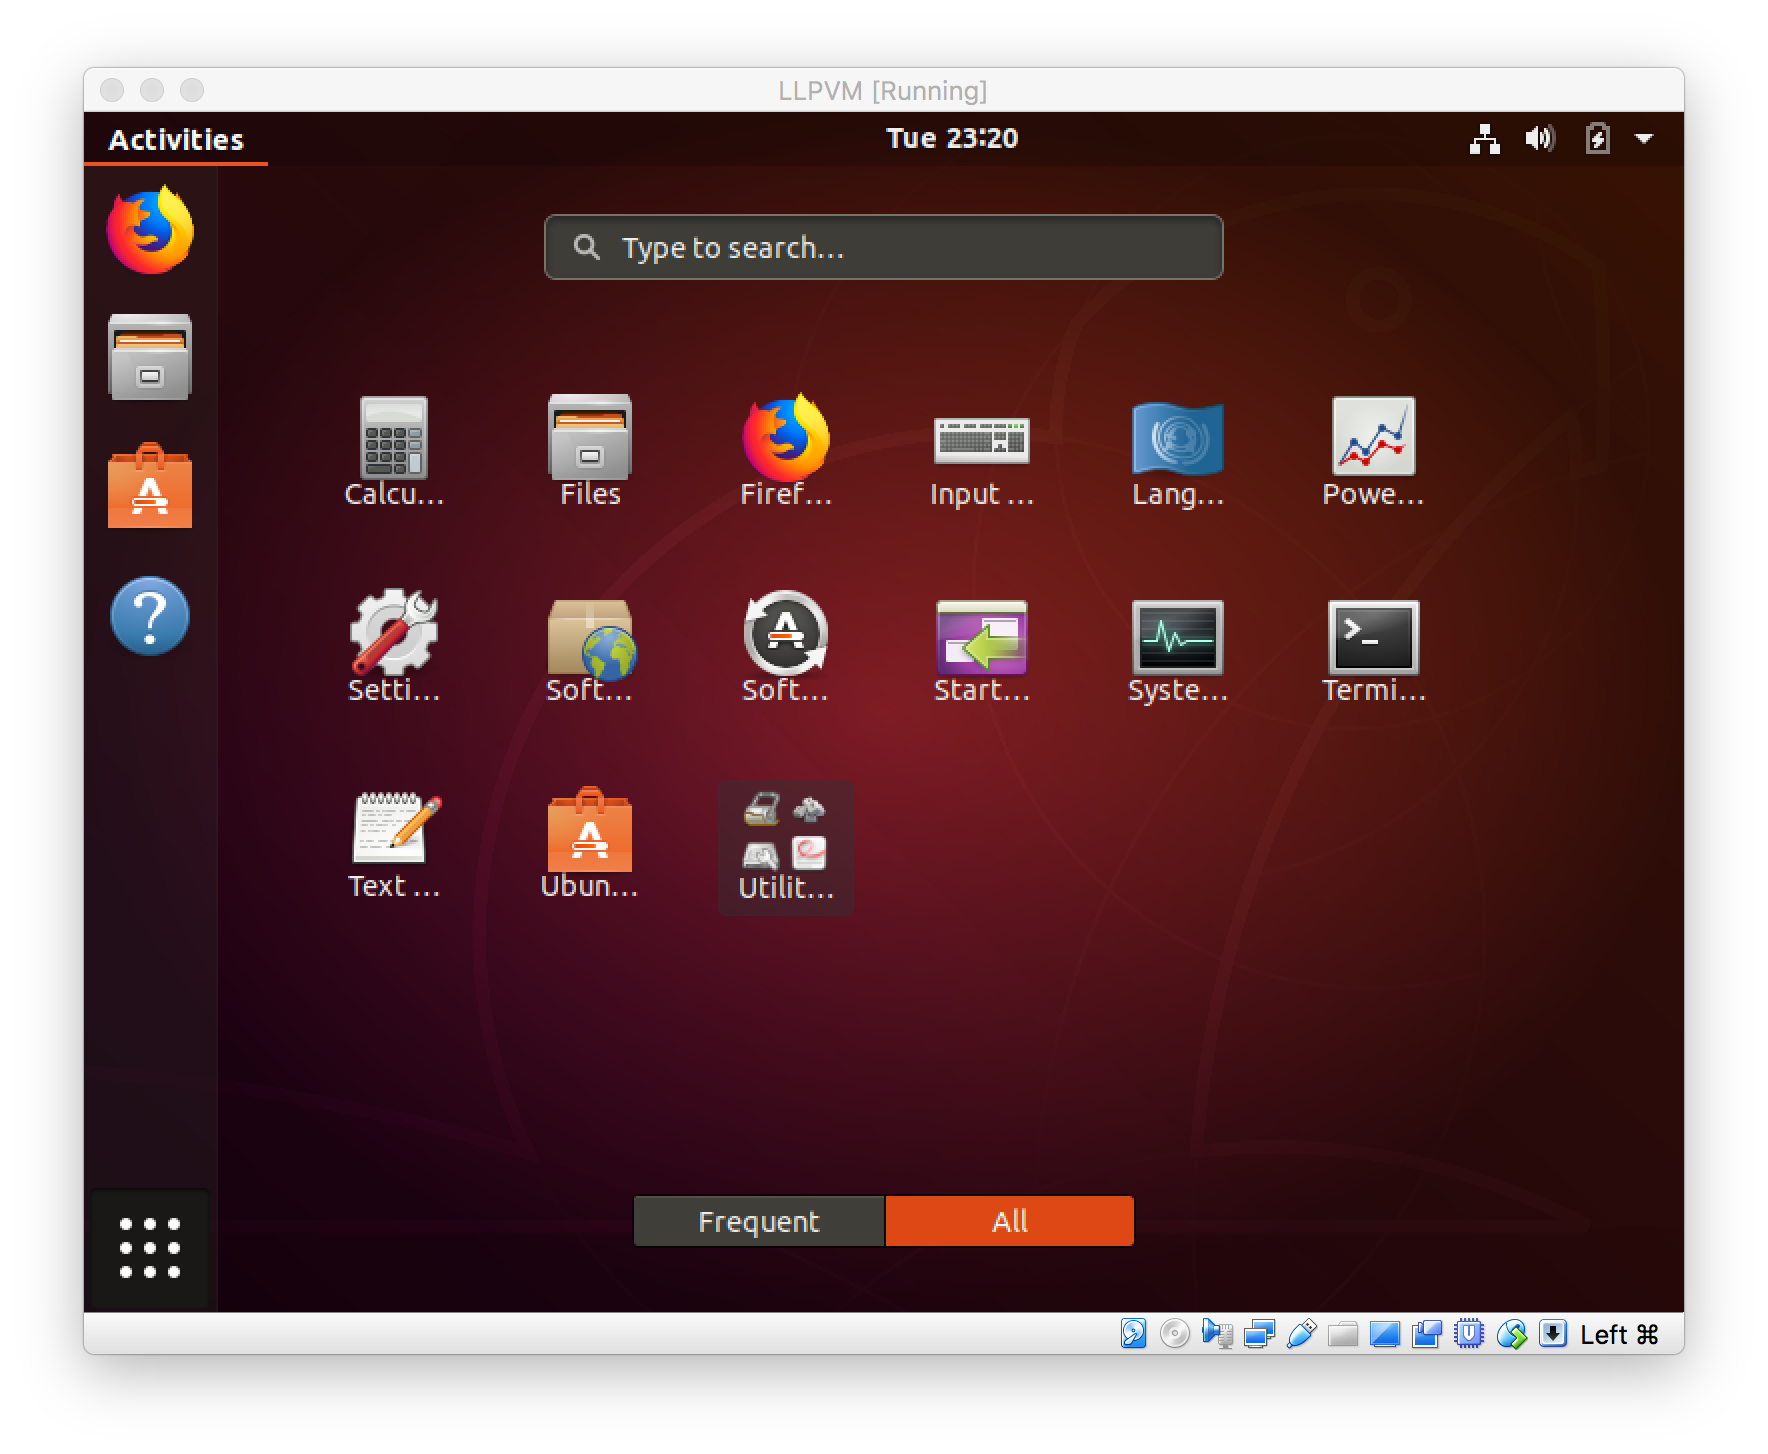 LLPVM [Running]
Activities
Tue 23:20
Type to search...
Calcu...
Files
Firef...
Input ...
Lang...
Powe...
Setti...
Soft...
Soft...
Start...
Syste...
Termi...
Text ...
Ubun...
Utilit...
Frequent
All
Left ⌘